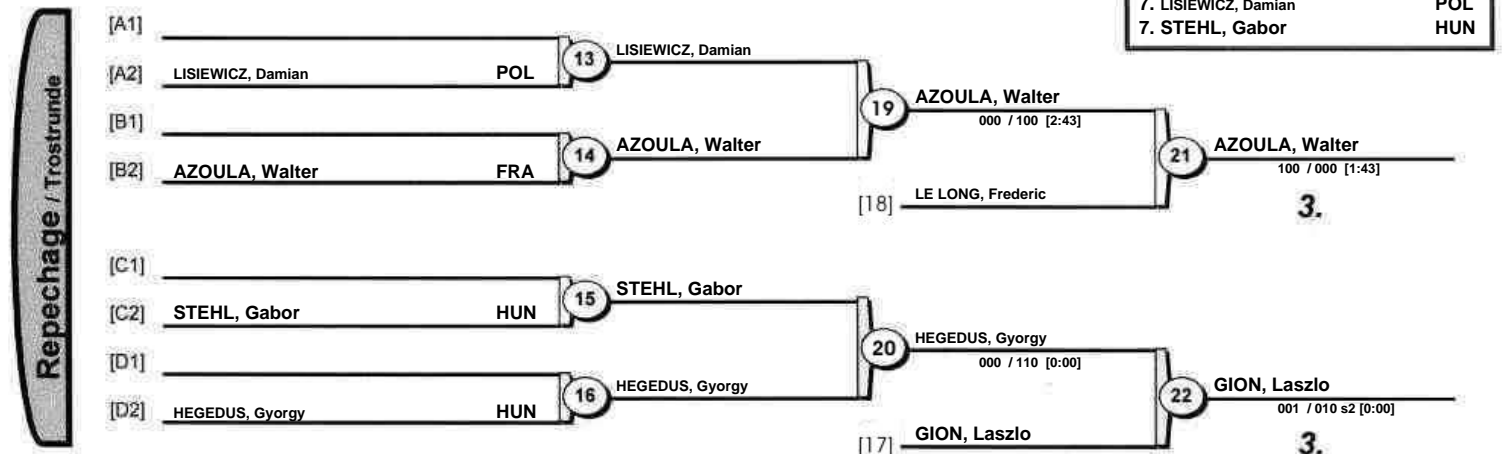 7. LISIEWICZ, Damian POL
7. STEHL, Gabor HUN
Repechage / Trostrunde
[A1]
[A2] LISIEWICZ, Damian POL
13 LISIEWICZ, Damian
[B1]
[B2] AZOULA, Walter FRA
14 AZOULA, Walter
19 AZOULA, Walter
000 / 100 [2:43]
[18] LE LONG, Frederic
21 AZOULA, Walter
100 / 000 [1:43]
3.
[C1]
[C2] STEHL, Gabor HUN
15 STEHL, Gabor
[D1]
[D2] HEGEDUS, Gyorgy HUN
16 HEGEDUS, Gyorgy
20 HEGEDUS, Gyorgy
000 / 110 [0:00]
[17] GION, Laszlo
22 GION, Laszlo
001 / 010 s2 [0:00]
3.